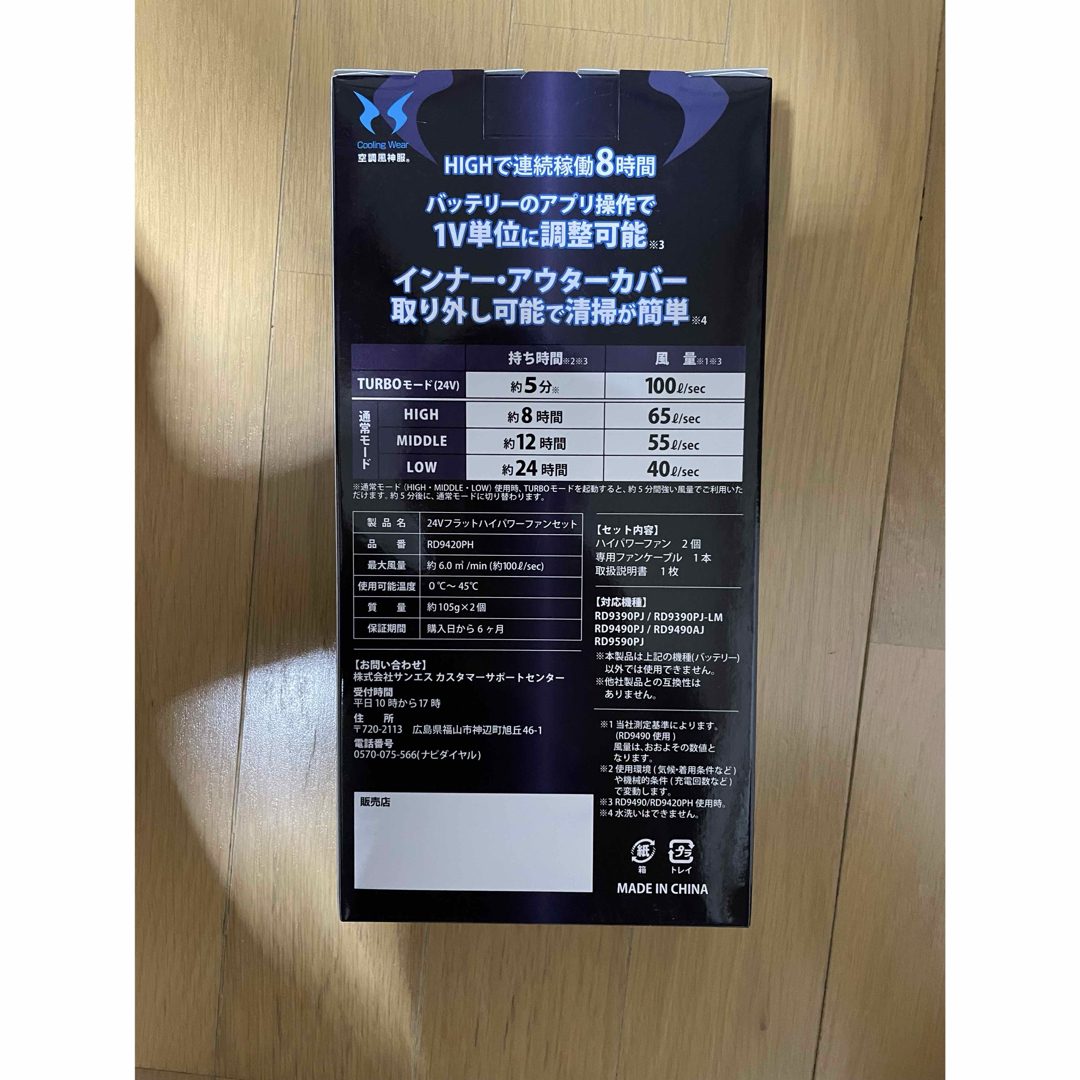 Cooling Wear
空調風神服®
HIGHで連続稼働8時間
バッテリーのアプリ操作で
1V単位に調整可能※3
インナー・アウターカバー
取り外し可能で清掃が簡単※4
持ち時間※2※3 風 量※1※3
TURBOモード(24V) 約5分※ 100ℓ/sec
通常モード
HIGH 約8時間 65ℓ/sec
MIDDLE 約12時間 55ℓ/sec
LOW 約24時間 40ℓ/sec
※通常モード(HIGH・MIDDLE・LOW)使用時、TURBOモードを起動すると、約5分間強い風量でご利用いた
だけます。約5分後に、通常モードに切り替わります。
製品名 24Vフラットハイパワーファンセット
品 番 RD9420PH
最大風量 約6.0㎥/min (約100ℓ/sec)
使用可能温度 0℃〜45℃
質 量 約105g×2個
保証期間 購入日から6ヶ月
【お問い合わせ】
株式会社サンエス カスタマーサポートセンター
受付時間
平日10時から17時
住 所
〒720-2113 広島県福山市神辺町旭丘46-1
電話番号
0570-075-566(ナビダイヤル)
販売店
【セット内容】
ハイパワーファン 2個
専用ファンケーブル 1本
取扱説明書 1枚
【対応機種】
RD9390PJ / RD9390PJ-LM
RD9490PJ / RD9490AJ
RD9590PJ
※本製品は上記の機種(バッテリー)
以外では使用できません。
※他社製品との互換性は
ありません。
※1 当社測定基準によります。
(RD9490使用)
風量は、おおよその数値と
なります。
※2 使用環境(気候・着用条件など)
や機械的条件(充電回数など)
で変動します。
※3 RD9490/RD9420PH使用時。
※4 水洗いはできません。
紙
箱
プラ
トレイ
MADE IN CHINA